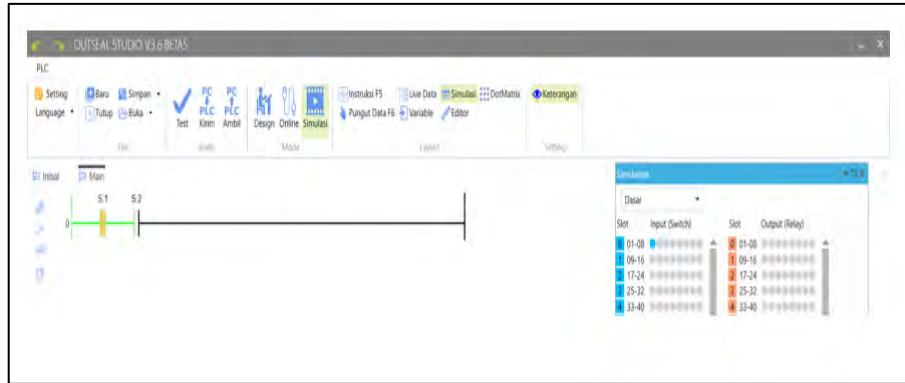 OUTSEAL STUDIO V3.6 BETA5
PLC
Setting Baru Simpan Instruksi F5 Live Data Simulasi DotMatrix Keterangan
Language Tutup Buka Test PC PLC Kirim PC PLC Ambil Design Online Simulasi Pungut Data F6 Variable Editor
File Mode Layout Setting
Initial Main
S.1 S.2
0
Simulation
Dasar
Slot Input (Switch) Slot Output (Relay)
0 01-08 0 01-08
1 09-16 1 09-16
2 17-24 2 17-24
3 25-32 3 25-32
4 33-40 4 33-40